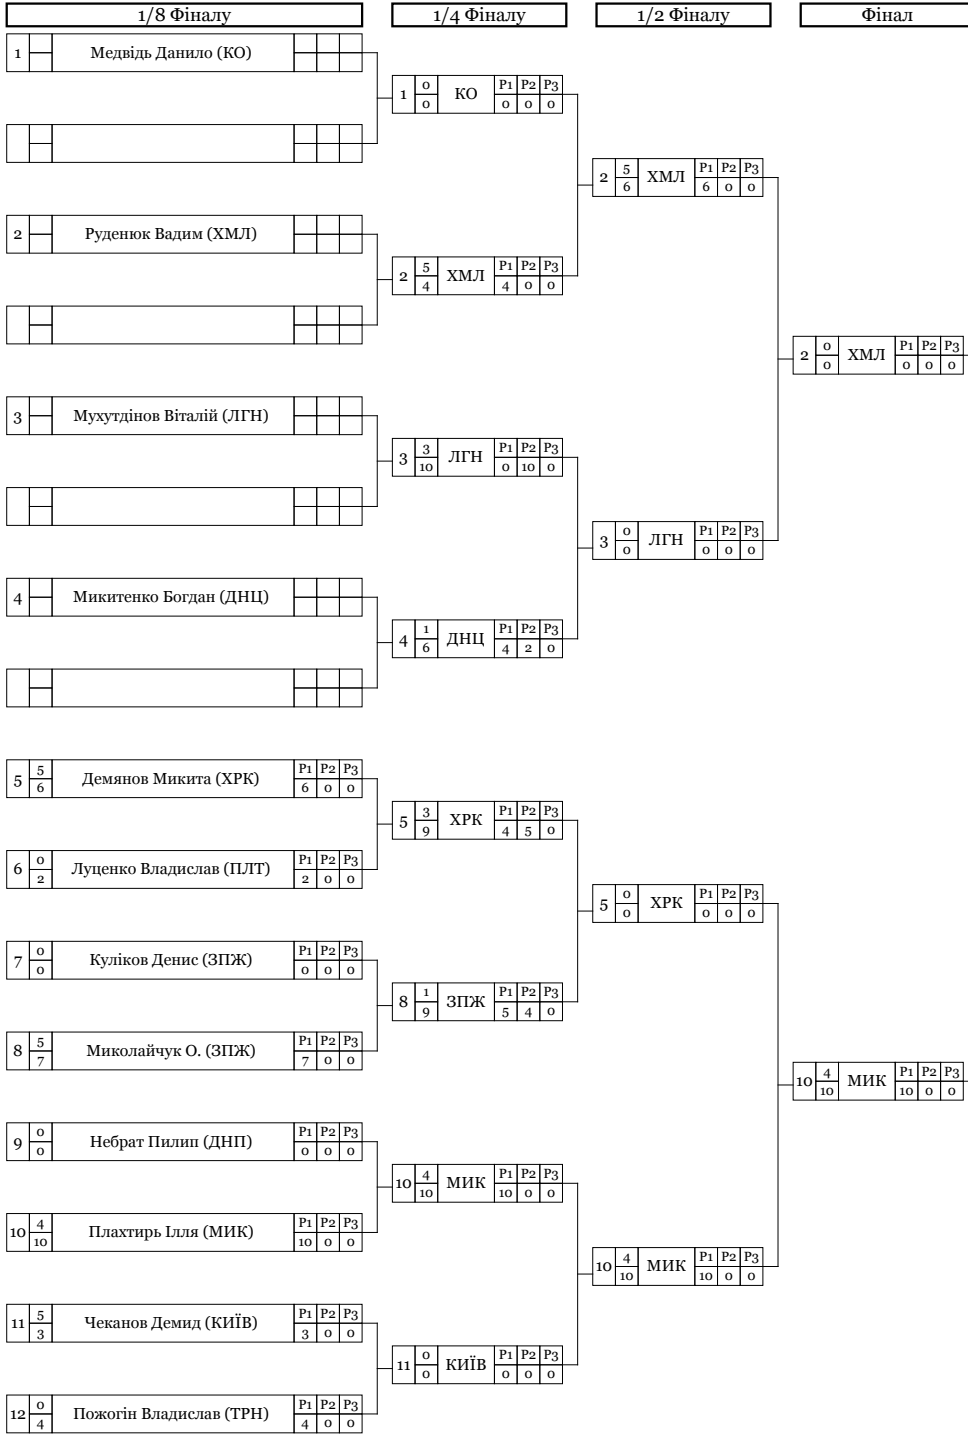 1/8 Фіналу 1/4 Фіналу 1/2 Фіналу Фінал
1 Медвідь Данило (КО)
0 P1 P2 P3
1 КО
0 0 0 0
5 P1 P2 P3
2 ХМЛ
6 6 0 0
2 Руденюк Вадим (ХМЛ)
5 P1 P2 P3
2 ХМЛ
4 4 0 0
0 P1 P2 P3
2 ХМЛ
0 0 0 0
3 Мухутдінов Віталій (ЛГН)
3 P1 P2 P3
3 ЛГН
10 0 10 0
0 P1 P2 P3
3 ЛГН
0 0 0 0
4 Микитенко Богдан (ДНЦ)
1 P1 P2 P3
4 ДНЦ
6 4 2 0
5 P1 P2 P3
5 Демянов Микита (ХРК)
6 6 0 0
3 P1 P2 P3
5 ХРК
9 4 5 0
0 P1 P2 P3
6 Луценко Владислав (ПЛТ)
2 2 0 0
0 P1 P2 P3
5 ХРК
0 0 0 0
0 P1 P2 P3
7 Куліков Денис (ЗПЖ)
0 0 0 0
1 P1 P2 P3
8 ЗПЖ
9 5 4 0
5 P1 P2 P3
8 Миколайчук О. (ЗПЖ)
7 7 0 0
4 P1 P2 P3
10 МИК
10 10 0 0
0 P1 P2 P3
9 Небрат Пилип (ДНП)
0 0 0 0
4 P1 P2 P3
10 МИК
10 10 0 0
4 P1 P2 P3
10 Плахтирь Ілля (МИК)
10 10 0 0
4 P1 P2 P3
10 МИК
10 10 0 0
5 P1 P2 P3
11 Чеканов Демид (КИЇВ)
3 3 0 0
0 P1 P2 P3
11 КИЇВ
0 0 0 0
0 P1 P2 P3
12 Пожогін Владислав (ТРН)
4 4 0 0